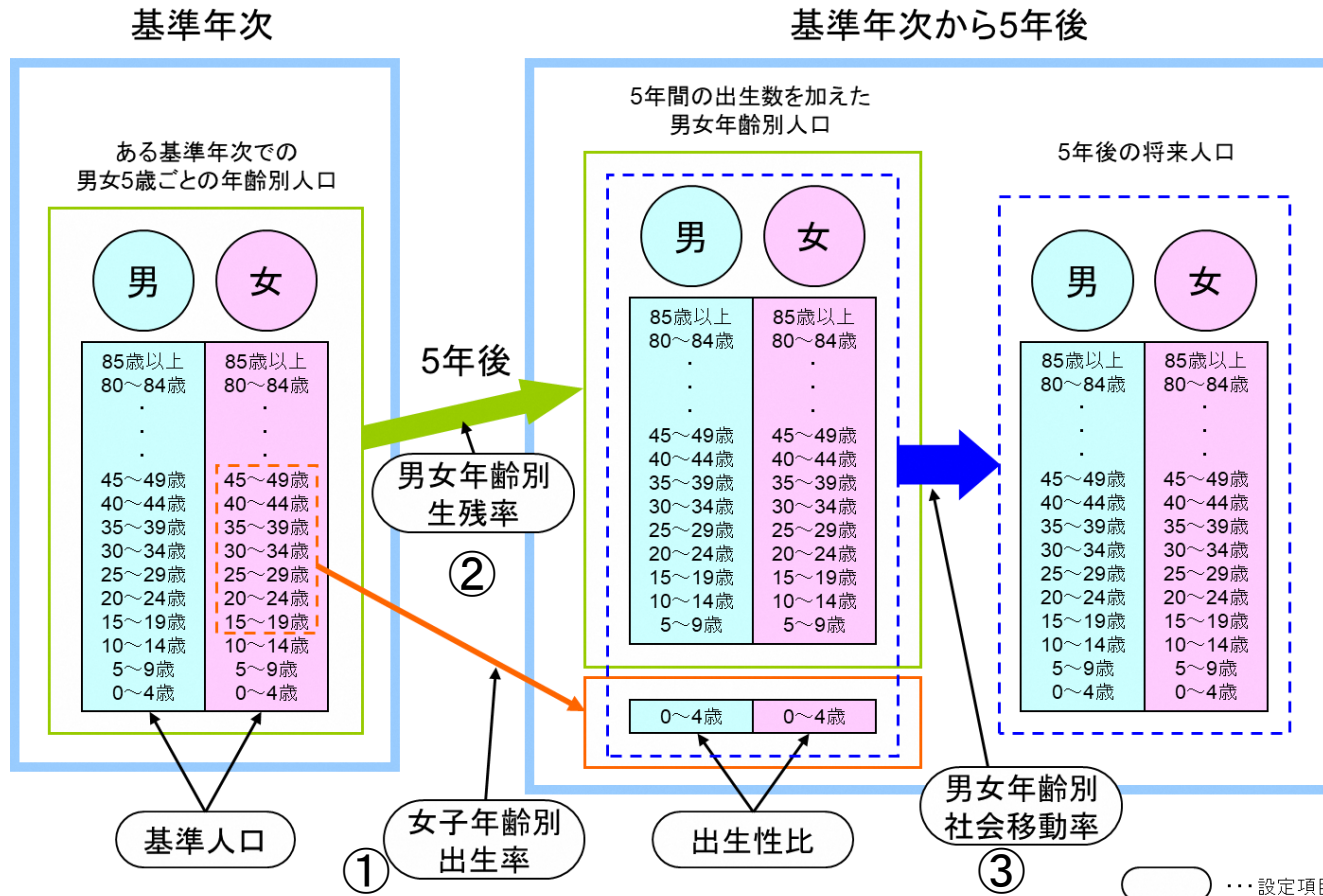 基準年次
基準年次から5年後
ある基準年次での
男女5歳ごとの年齢別人口
男
女
85歳以上
80～84歳
・
・
・
45～49歳
40～44歳
35～39歳
30～34歳
25～29歳
20～24歳
15～19歳
10～14歳
5～9歳
0～4歳
85歳以上
80～84歳
・
・
・
45～49歳
40～44歳
35～39歳
30～34歳
25～29歳
20～24歳
15～19歳
10～14歳
5～9歳
0～4歳
基準人口
5年後
男女年齢別
生残率
②
①
女子年齢別
出生率
5年間の出生数を加えた
男女年齢別人口
男
女
85歳以上
80～84歳
・
・
・
45～49歳
40～44歳
35～39歳
30～34歳
25～29歳
20～24歳
15～19歳
10～14歳
5～9歳
85歳以上
80～84歳
・
・
・
45～49歳
40～44歳
35～39歳
30～34歳
25～29歳
20～24歳
15～19歳
10～14歳
5～9歳
0～4歳
0～4歳
出生性比
男女年齢別
社会移動率
③
5年後の将来人口
男
女
85歳以上
80～84歳
・
・
・
45～49歳
40～44歳
35～39歳
30～34歳
25～29歳
20～24歳
15～19歳
10～14歳
5～9歳
0～4歳
85歳以上
80～84歳
・
・
・
45～49歳
40～44歳
35～39歳
30～34歳
25～29歳
20～24歳
15～19歳
10～14歳
5～9歳
0～4歳
･･･設定項目